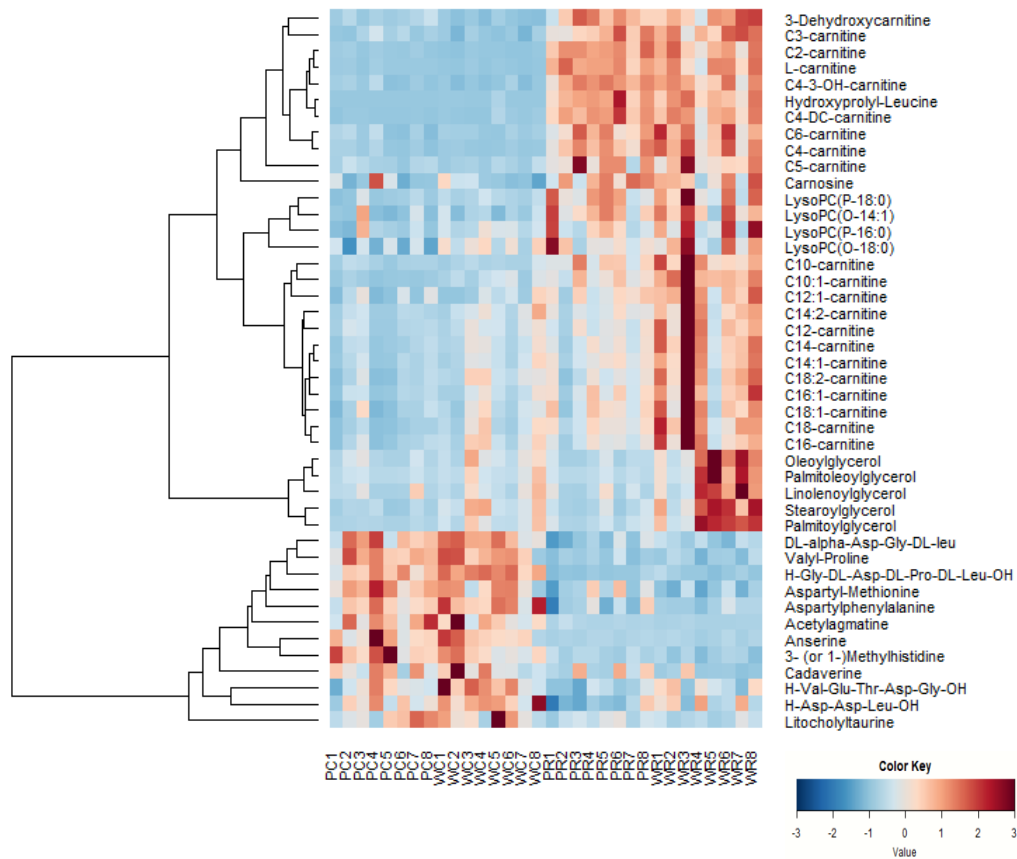 3-Dehydroxycarnitine
C3-carnitine
C2-carnitine
L-carnitine
C4-3-OH-carnitine
Hydroxyprolyl-Leucine
C4-DC-carnitine
C6-carnitine
C4-carnitine
C5-carnitine
Carnosine
LysoPC(P-18:0)
LysoPC(O-14:1)
LysoPC(P-16:0)
LysoPC(O-18:0)
C10-carnitine
C10:1-carnitine
C12:1-carnitine
C14:2-carnitine
C12-carnitine
C14-carnitine
C14:1-carnitine
C18:2-carnitine
C16:1-carnitine
C18:1-carnitine
C18-carnitine
C16-carnitine
Oleoylglycerol
Palmitoleoylglycerol
Linolenoylglycerol
Stearoylglycerol
Palmitoylglycerol
DL-alpha-Asp-Gly-DL-leu
Valyl-Proline
H-Gly-DL-Asp-DL-Pro-DL-Leu-OH
Aspartyl-Methionine
Aspartylphenylalanine
Acetylagmatine
Anserine
3- (or 1-)Methylhistidine
Cadaverine
H-Val-Glu-Thr-Asp-Gly-OH
H-Asp-Asp-Leu-OH
Litocholyltaurine
PC1 PC2 PC3 PC4 PC5 PC6 PC7 PC8 WC1 WC2 WC3 WC4 WC5 WC6 WC7 WC8 PR1 PR2 PR3 PR4 PR5 PR6 PR7 PR8 WR1 WR2 WR3 WR4 WR5 WR6 WR7 WR8
Color Key
-3 -2 -1 0 1 2 3
Value